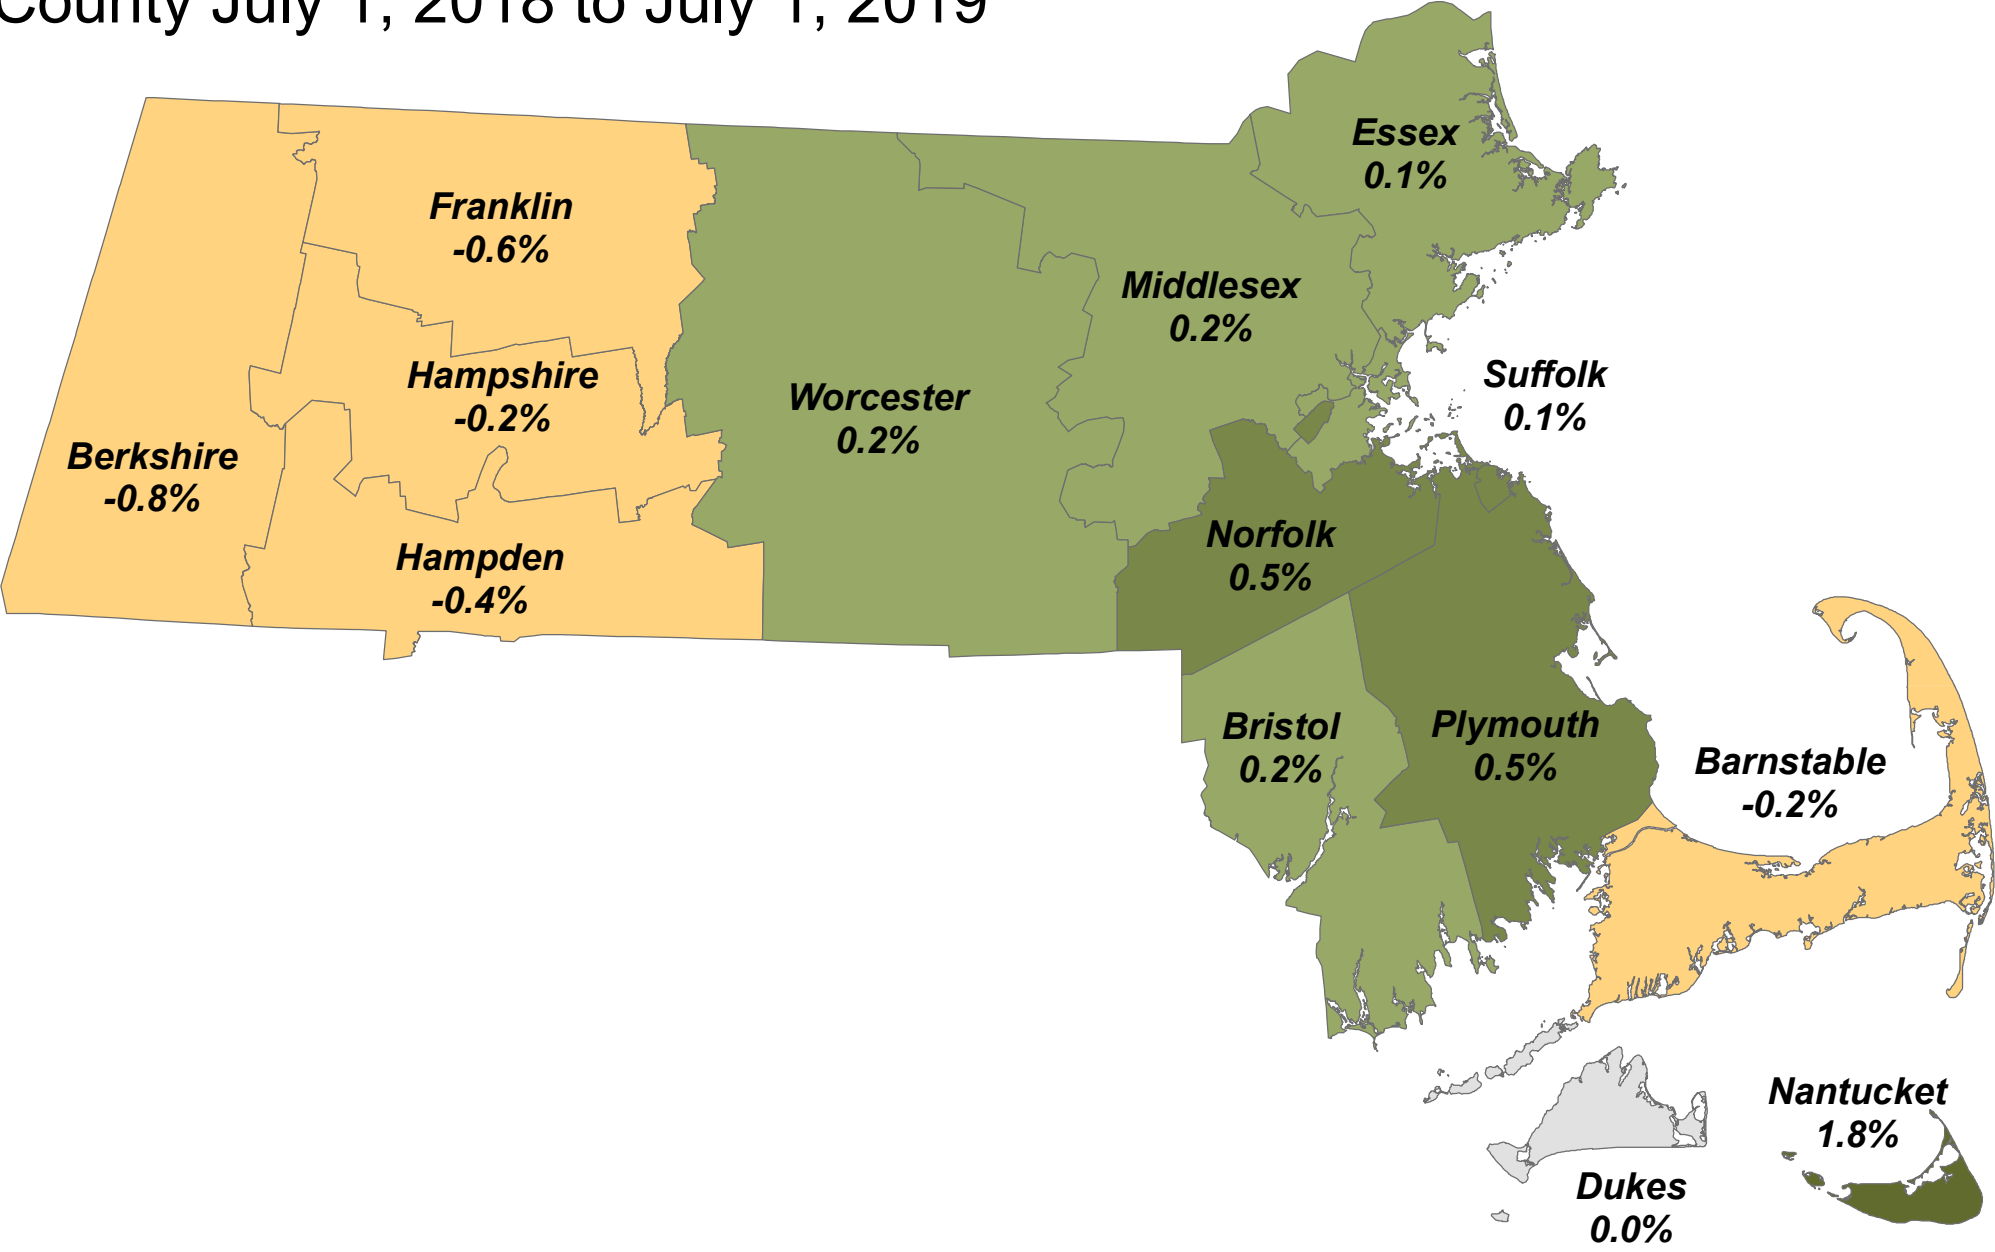 County July 1, 2018 to July 1, 2019
Essex
0.1%
Franklin
-0.6%
Middlesex
0.2%
Suffolk
0.1%
Hampshire
-0.2%
Worcester
0.2%
Berkshire
-0.8%
Norfolk
0.5%
Hampden
-0.4%
Bristol
0.2%
Plymouth
0.5%
Barnstable
-0.2%
Nantucket
1.8%
Dukes
0.0%